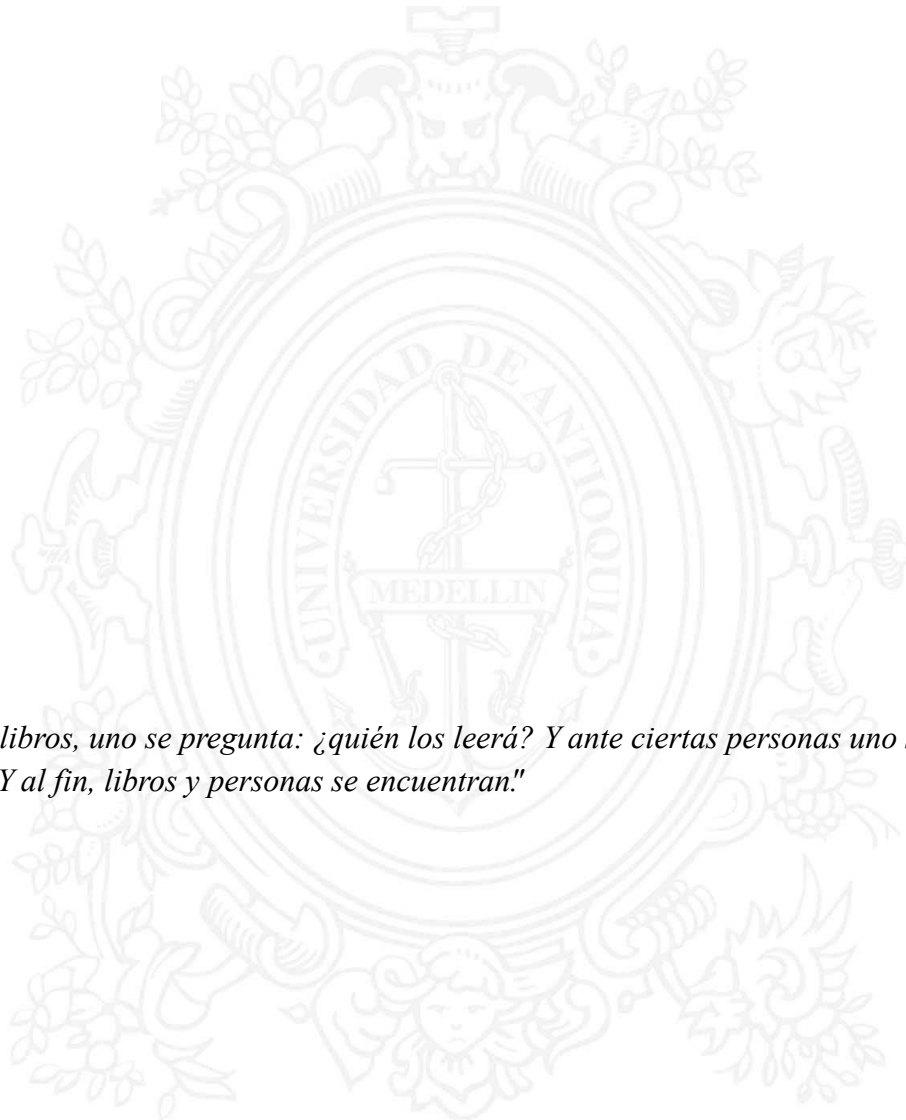 UNIVERSIDAD DE ANTIOQUIA
MEDELLIN
libros, uno se pregunta: ¿quién los leerá? Y ante ciertas personas uno
Y al fin, libros y personas se encuentran."